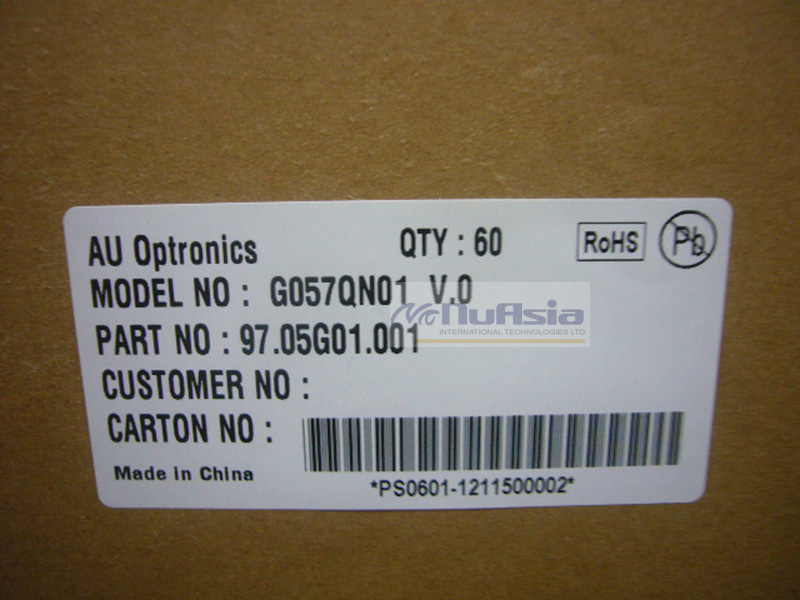 AU Optronics QTY : 60 RoHS Pb
MODEL NO : G057QN01 V.0
NuAsia
INTERNATIONAL TECHNOLOGIES LTD
PART NO : 97.05G01.001
CUSTOMER NO :
CARTON NO :
Made in China
*PS0601-1211500002*